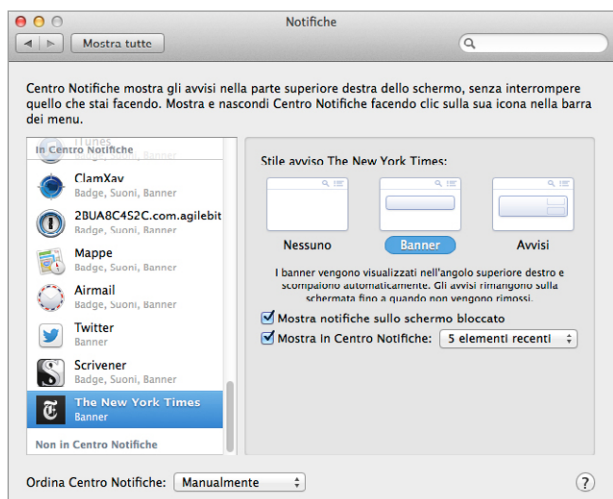 Notifiche
Mostra tutte
Centro Notifiche mostra gli avvisi nella parte superiore destra dello schermo, senza interrompere
quello che stai facendo. Mostra e nascondi Centro Notifiche facendo clic sulla sua icona nella barra
dei menu.
iTunes
In Centro Notifiche
Badge, Suoni, Banner
ClamXav
Badge, Suoni, Banner
2BUA8C4S2C.com.agilebit
Badge, Suoni, Banner
Mappe
Badge, Suoni, Banner
Airmail
Badge, Suoni, Banner
Twitter
Banner
Scrivener
Badge, Suoni, Banner
The New York Times
Banner
Non in Centro Notifiche
Stile avviso The New York Times:
Nessuno Banner Avvisi
I banner vengono visualizzati nell'angolo superiore destro e
scompaiono automaticamente. Gli avvisi rimangono sulla
schermata fino a quando non vengono rimossi.
Mostra notifiche sullo schermo bloccato
Mostra in Centro Notifiche: 5 elementi recenti
Ordina Centro Notifiche: Manualmente ?